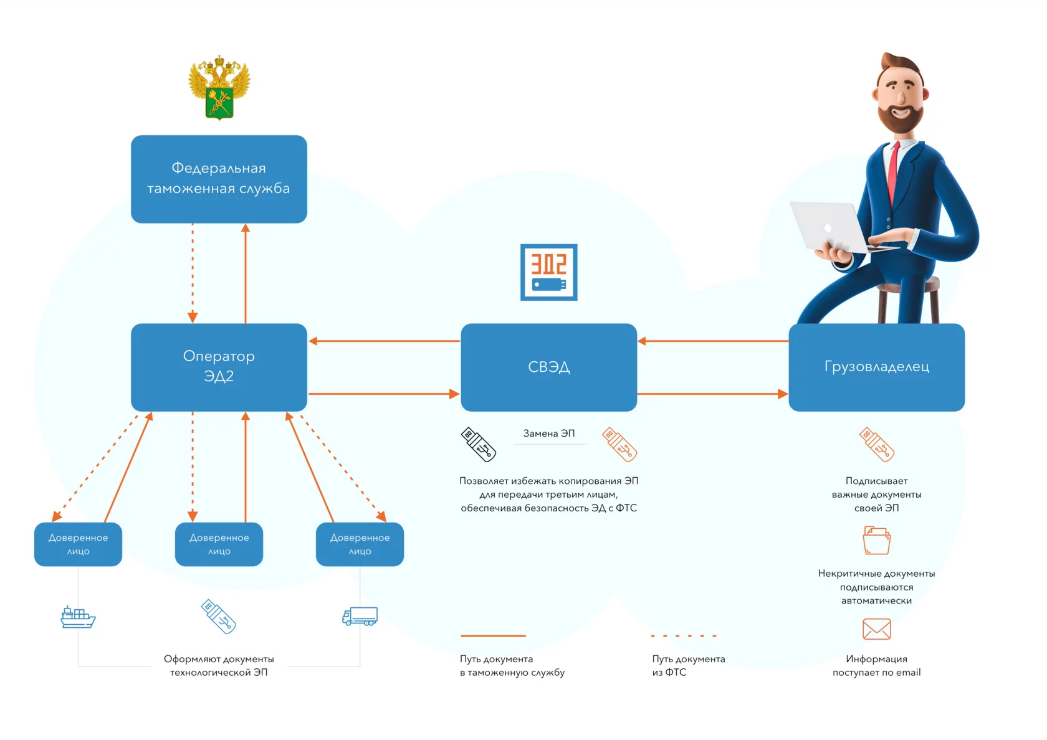 Федеральная
таможенная служба
ЭД2
Оператор
ЭД2
СВЭД
Грузовладелец
Замена ЭП
Позволяет избежать копирования ЭП
для передачи третьим лицам,
обеспечивая безопасность ЭД с ФТС
Подписывает
важные документы
своей ЭП
Доверенное
лицо
Доверенное
лицо
Доверенное
лицо
Некритичные документы
подписываются
автоматически
Оформляют документы
технологической ЭП
Путь документа
в таможенную службу
Путь документа
из ФТС
Информация
поступает по email